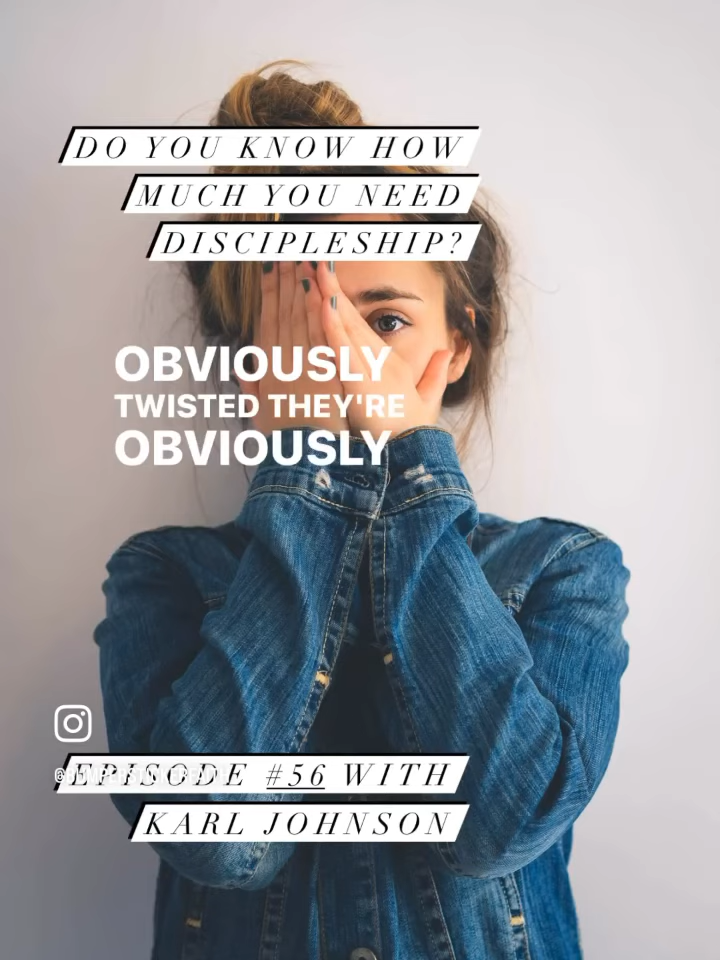 DO YOU KNOW HOW
MUCH YOU NEED
DISCIPLESHIP?
OBVIOUSLY
TWISTED THEY'RE
OBVIOUSLY
EPISODE #56 WITH
KARL JOHNSON